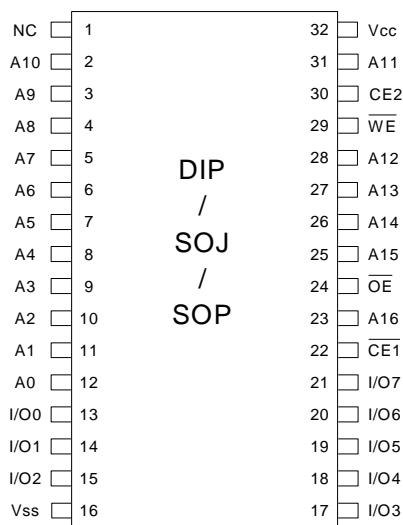 NC 1 32 Vcc
A10 2 31 A11
A9 3 30 CE2
A8 4 29 W̅E̅
A7 5 28 A12
A6 6 27 A13
A5 7 26 A14
A4 8 25 A15
A3 9 24 O̅E̅
A2 10 23 A16
A1 11 22 C̅E̅1̅
A0 12 21 I/O7
I/O0 13 20 I/O6
I/O1 14 19 I/O5
I/O2 15 18 I/O4
Vss 16 17 I/O3
DIP
/
SOJ
/
SOP